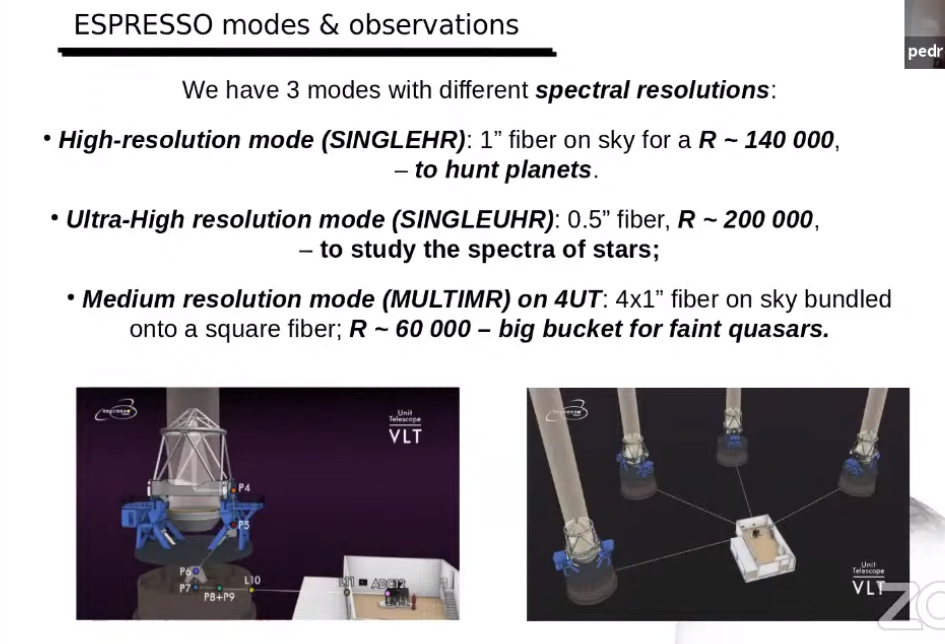 ESPRESSO modes & observations
pedr
We have 3 modes with different spectral resolutions:
• High-resolution mode (SINGLEHR): 1” fiber on sky for a R ~ 140 000,
– to hunt planets.
• Ultra-High resolution mode (SINGLEUHR): 0.5” fiber, R ~ 200 000,
– to study the spectra of stars;
• Medium resolution mode (MULTIMR) on 4UT: 4x1” fiber on sky bundled
onto a square fiber; R ~ 60 000 – big bucket for faint quasars.
Unit
Telescope
VLT
P4
P5
P6
P7
P8+P9
L10
L11
Unit
Telescope
VLT
ZO